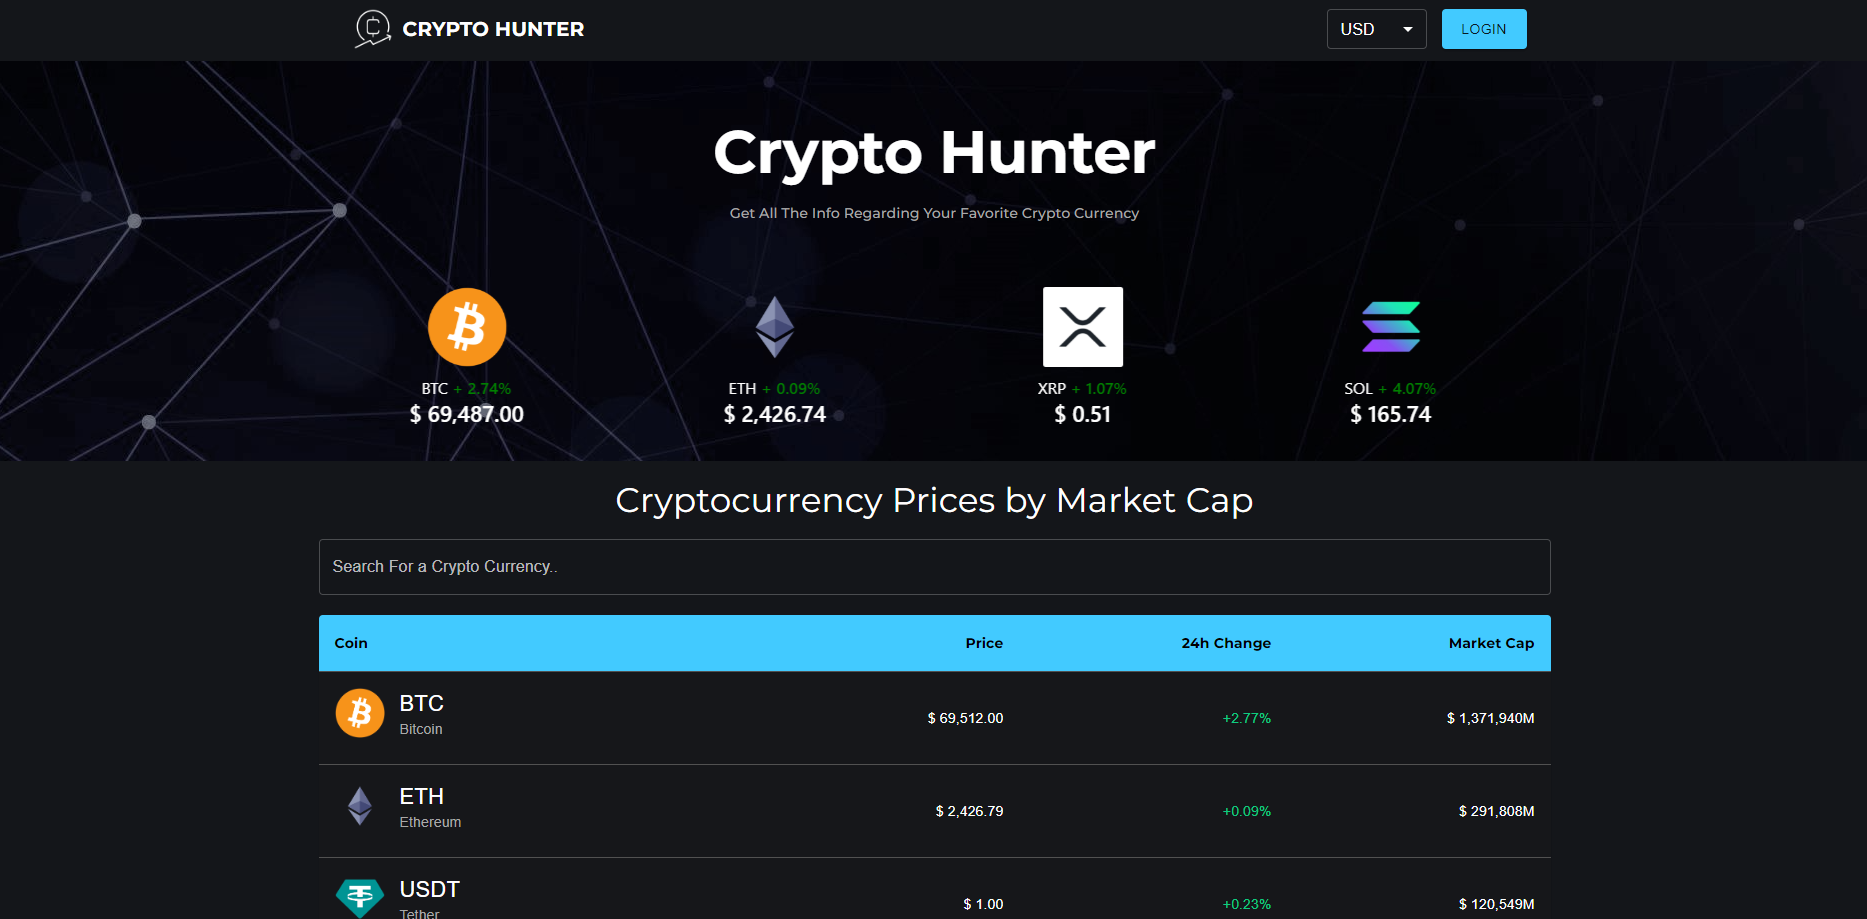 CRYPTO HUNTER
USD
LOGIN
Crypto Hunter
Get All The Info Regarding Your Favorite Crypto Currency
BTC + 2.74%
$ 69,487.00
ETH + 0.09%
$ 2,426.74
XRP + 1.07%
$ 0.51
SOL + 4.07%
$ 165.74
Cryptocurrency Prices by Market Cap
Search For a Crypto Currency..
Coin Price 24h Change Market Cap
BTC
Bitcoin
$ 69,512.00 +2.77% $ 1,371,940M
ETH
Ethereum
$ 2,426.79 +0.09% $ 291,808M
USDT
Tether
$ 1.00 +0.23% $ 120,549M